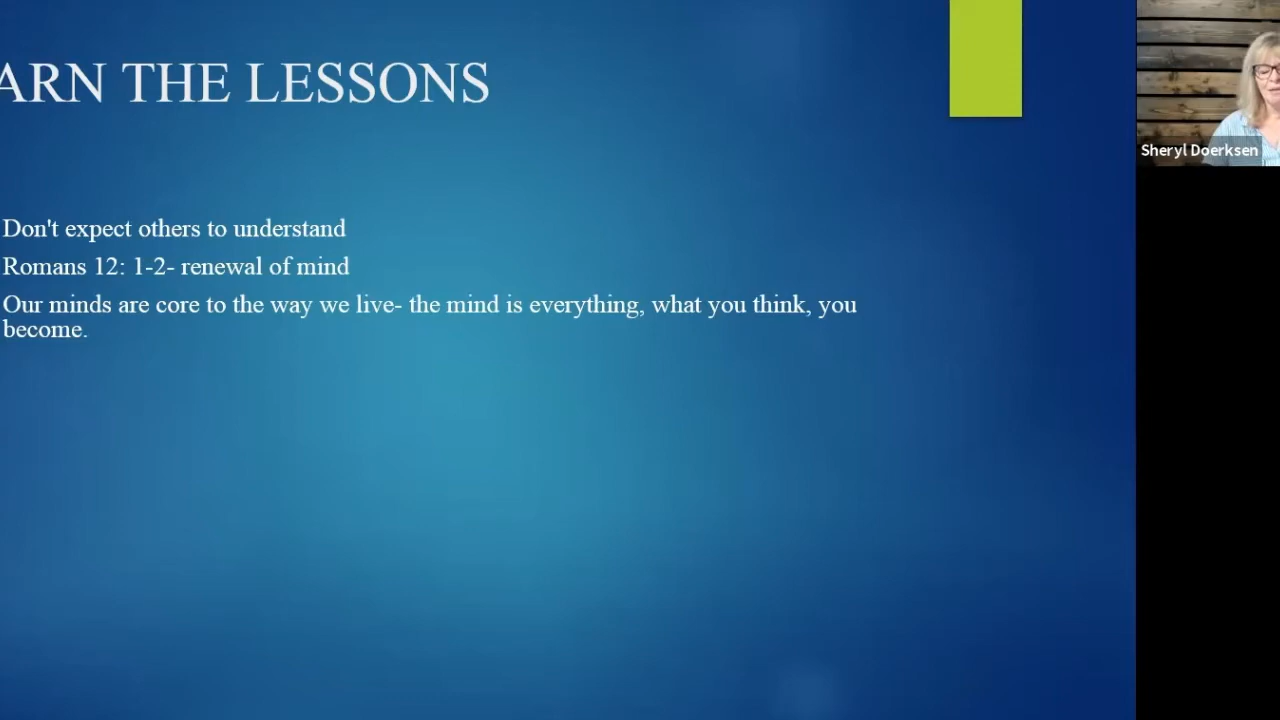 ARN THE LESSONS
Don't expect others to understand
Romans 12: 1-2- renewal of mind
Our minds are core to the way we live- the mind is everything, what you think, you
become.
Sheryl Doerksen